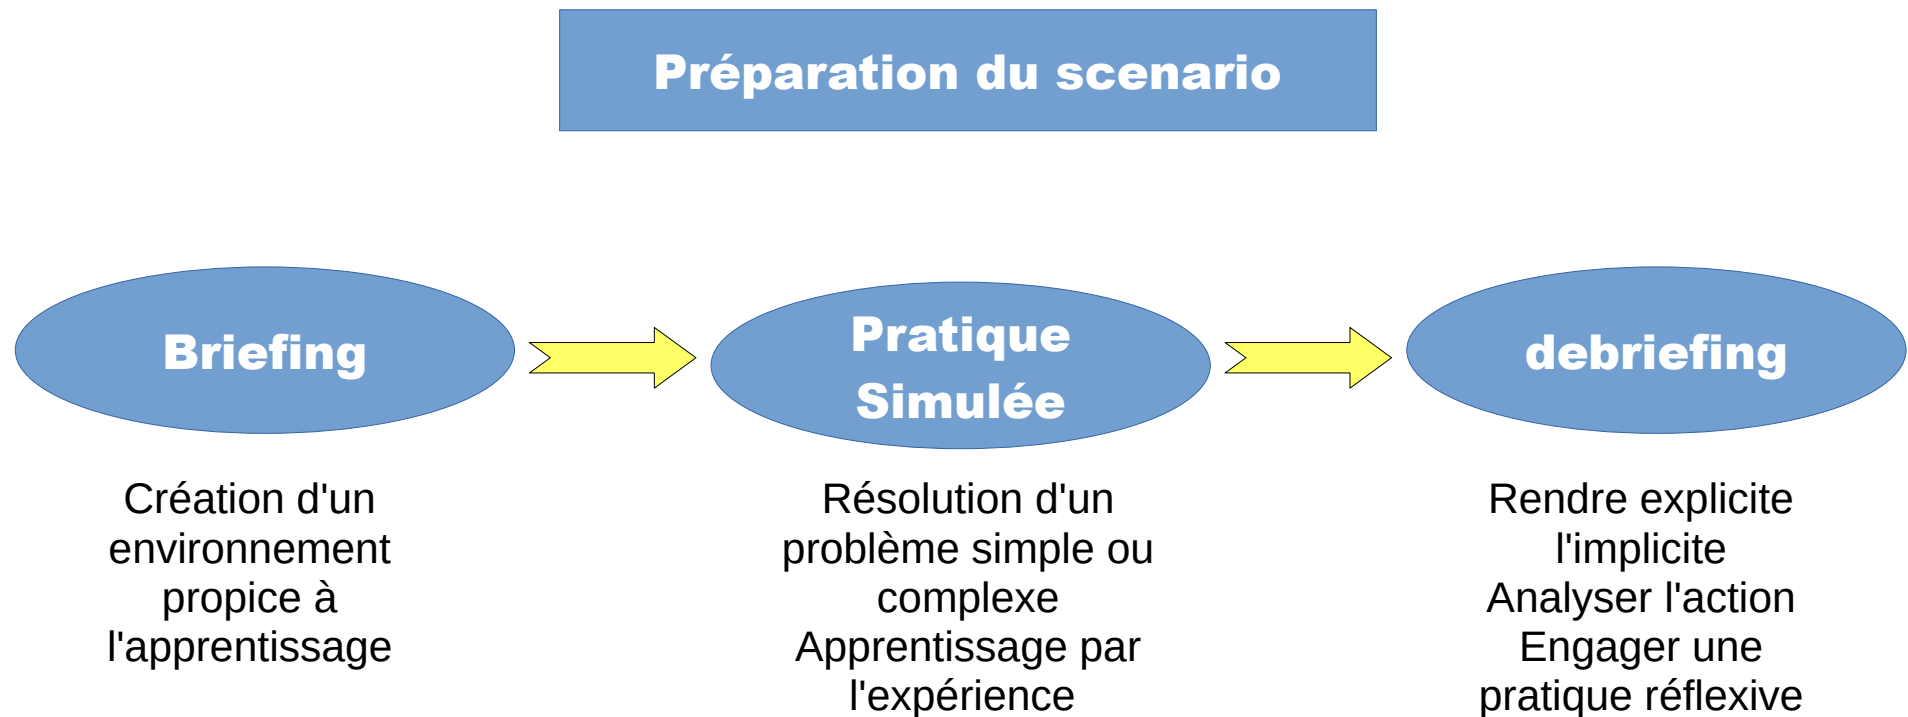 Préparation du scenario
Briefing
Pratique
Simulée
debriefing
Création d'un
environnement
propice à
l'apprentissage
Résolution d'un
problème simple ou
complexe
Apprentissage par
l'expérience
Rendre explicite
l'implicite
Analyser l'action
Engager une
pratique réflexive